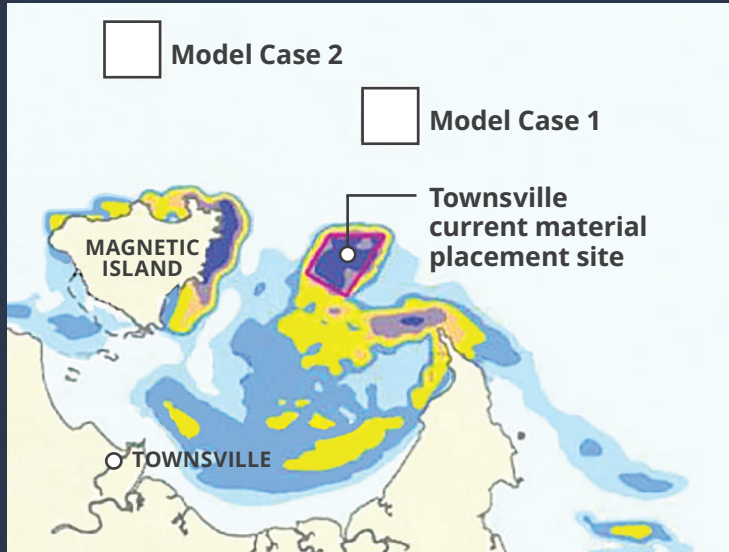 Model Case 2
Model Case 1
Townsville
current material
placement site
MAGNETIC
ISLAND
TOWNSVILLE